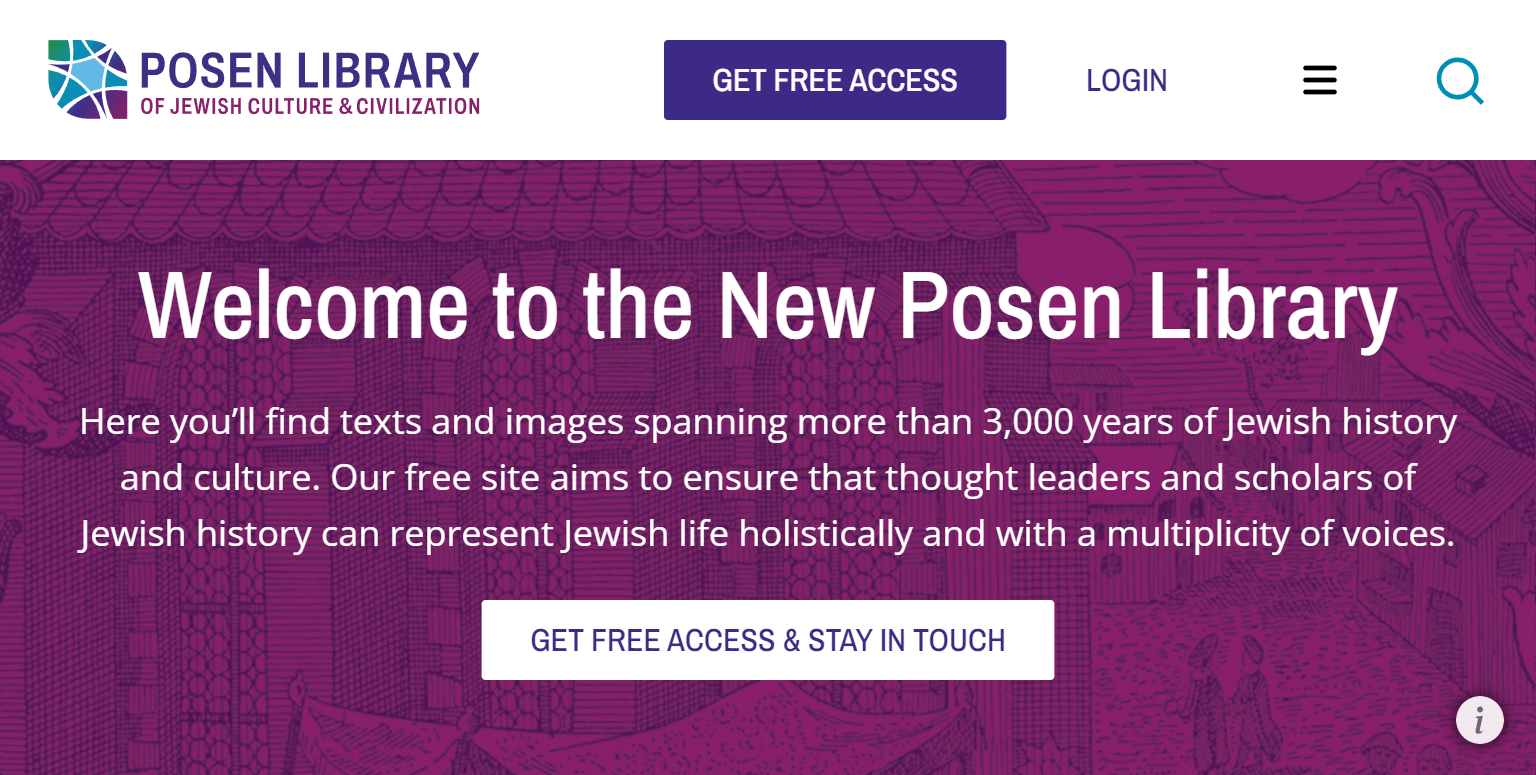 POSEN LIBRARY
OF JEWISH CULTURE & CIVILIZATION
GET FREE ACCESS
LOGIN
Welcome to the New Posen Library
Here you’ll find texts and images spanning more than 3,000 years of Jewish history
and culture. Our free site aims to ensure that thought leaders and scholars of
Jewish history can represent Jewish life holistically and with a multiplicity of voices.
GET FREE ACCESS & STAY IN TOUCH
i